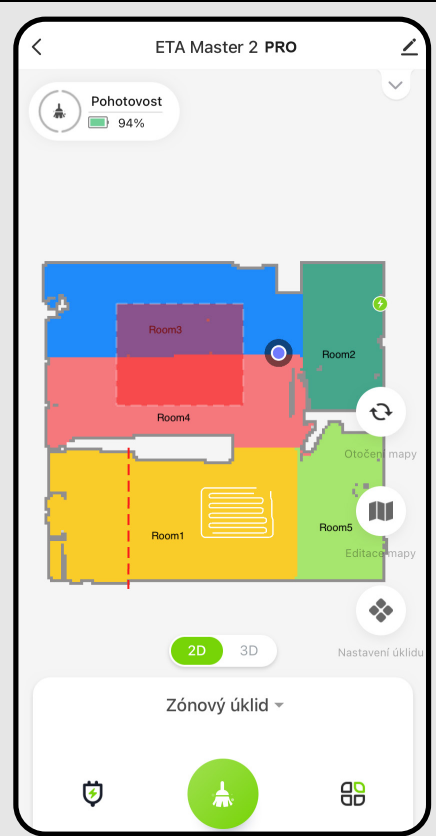 ETA Master 2 PRO
Pohotovost
94%
Room3
Room2
Room4
Otočení mapy
Room1
Room5
Editace mapy
2D
3D
Nastavení úklidu
Zónový úklid